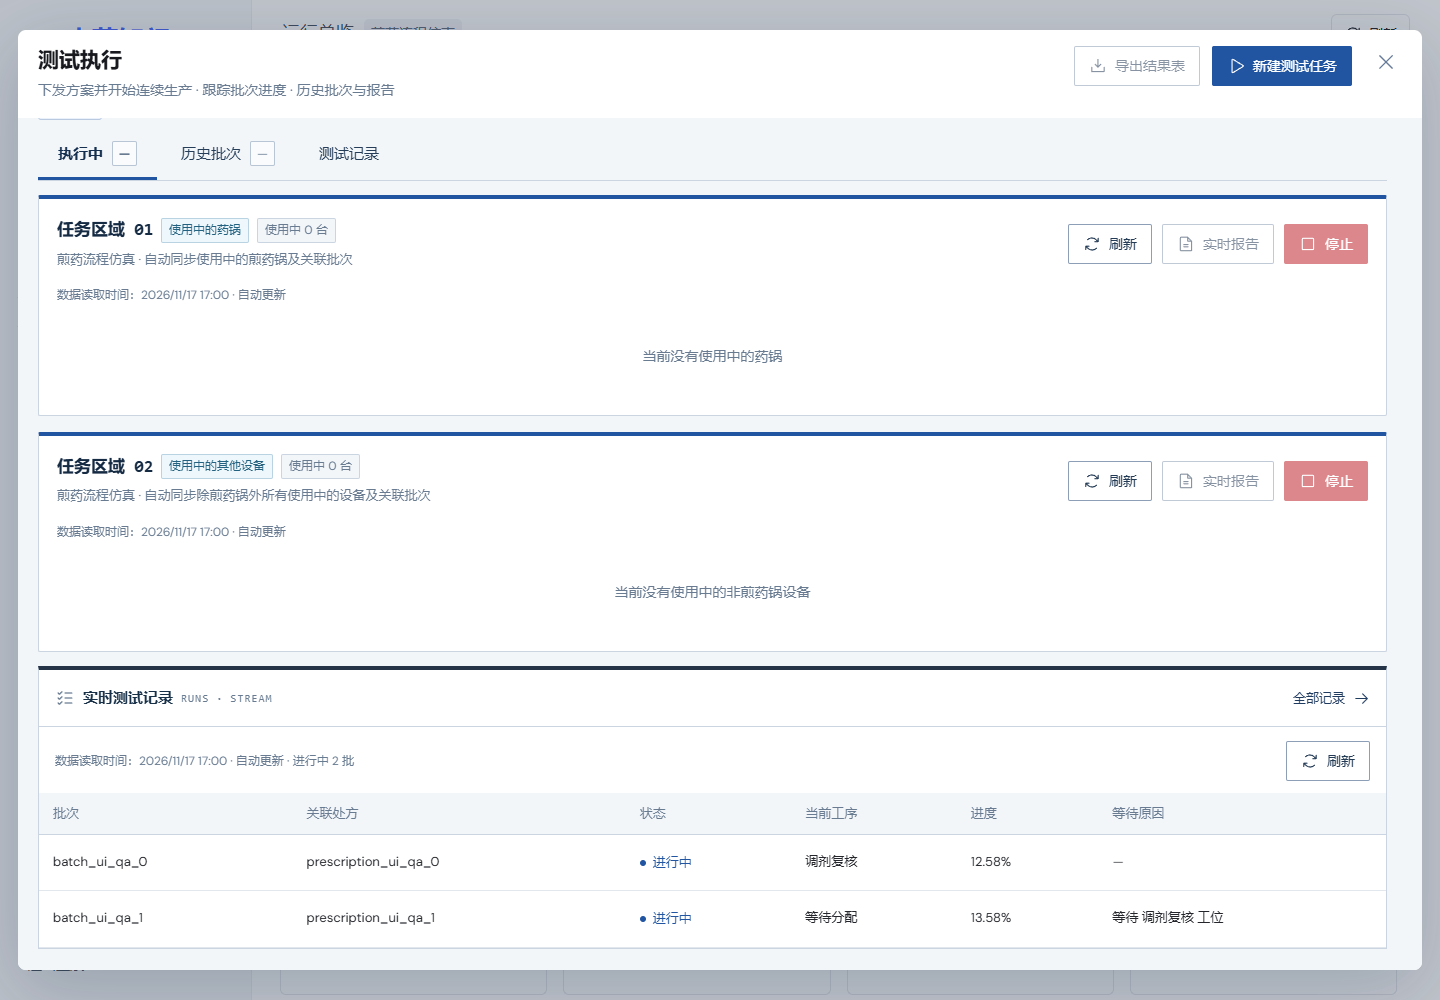 测试执行
下发方案并开始连续生产 · 跟踪批次进度 · 历史批次与报告
导出结果表
新建测试任务
执行中 —
历史批次 —
测试记录
任务区域 01 使用中的药锅 使用中 0 台
煎药流程仿真 · 自动同步使用中的煎药锅及关联批次
数据读取时间: 2026/11/17 17:00 · 自动更新
刷新
实时报告
停止
当前没有使用中的药锅
任务区域 02 使用中的其他设备 使用中 0 台
煎药流程仿真 · 自动同步除煎药锅外所有使用中的设备及关联批次
数据读取时间: 2026/11/17 17:00 · 自动更新
刷新
实时报告
停止
当前没有使用中的非煎药锅设备
实时测试记录 RUNS · STREAM
全部记录 →
数据读取时间: 2026/11/17 17:00 · 自动更新 · 进行中 2 批
刷新
批次 关联处方 状态 当前工序 进度 等待原因
batch_ui_qa_0 prescription_ui_qa_0 进行中 调剂复核 12.58% —
batch_ui_qa_1 prescription_ui_qa_1 进行中 等待分配 13.58% 等待 调剂复核 工位